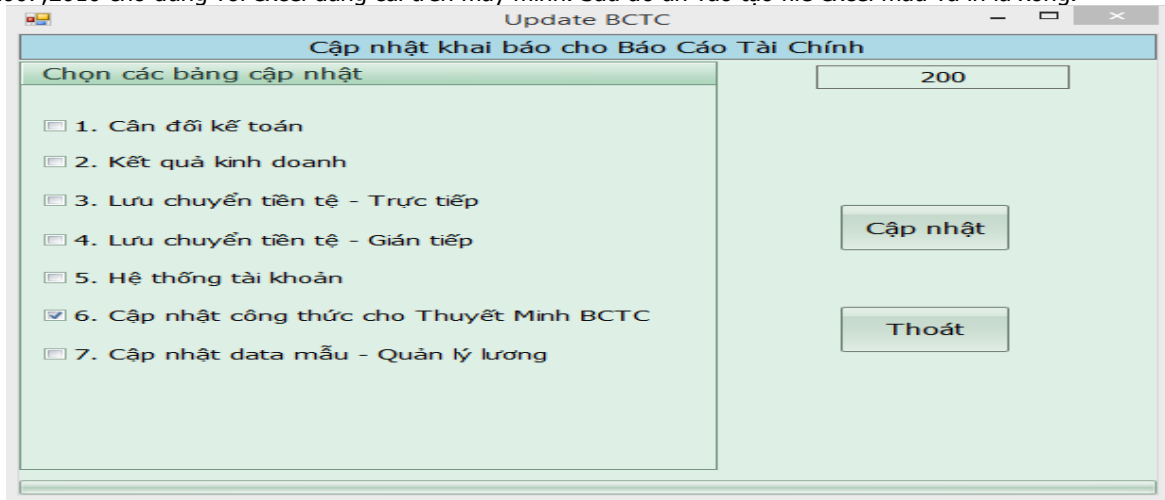 Update BCTC
Cập nhật khai báo cho Báo Cáo Tài Chính
Chọn các bảng cập nhật
200
1. Cân đối kế toán
2. Kết quả kinh doanh
3. Lưu chuyển tiền tệ - Trực tiếp
4. Lưu chuyển tiền tệ - Gián tiếp
Cập nhật
5. Hệ thống tài khoản
6. Cập nhật công thức cho Thuyết Minh BCTC
Thoát
7. Cập nhật data mẫu - Quản lý lương